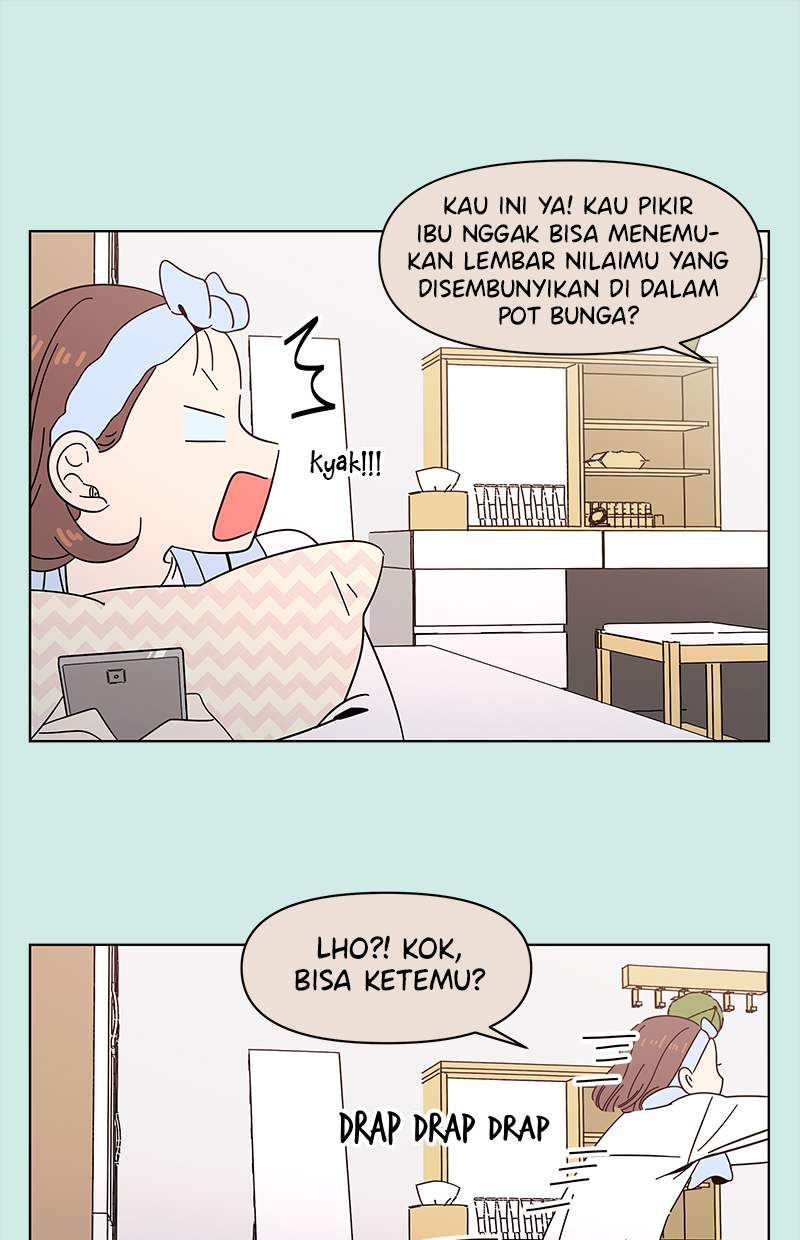 KAU INI YA! KAU PIKIR
IBU NGGAK BISA MENEMU-
KAN LEMBAR NILAIMU YANG
DISEMBUNYIKAN DI DALAM
POT BUNGA?
Kyak!!!
LHO?! KOK,
BISA KETEMU?
DRAP DRAP DRAP